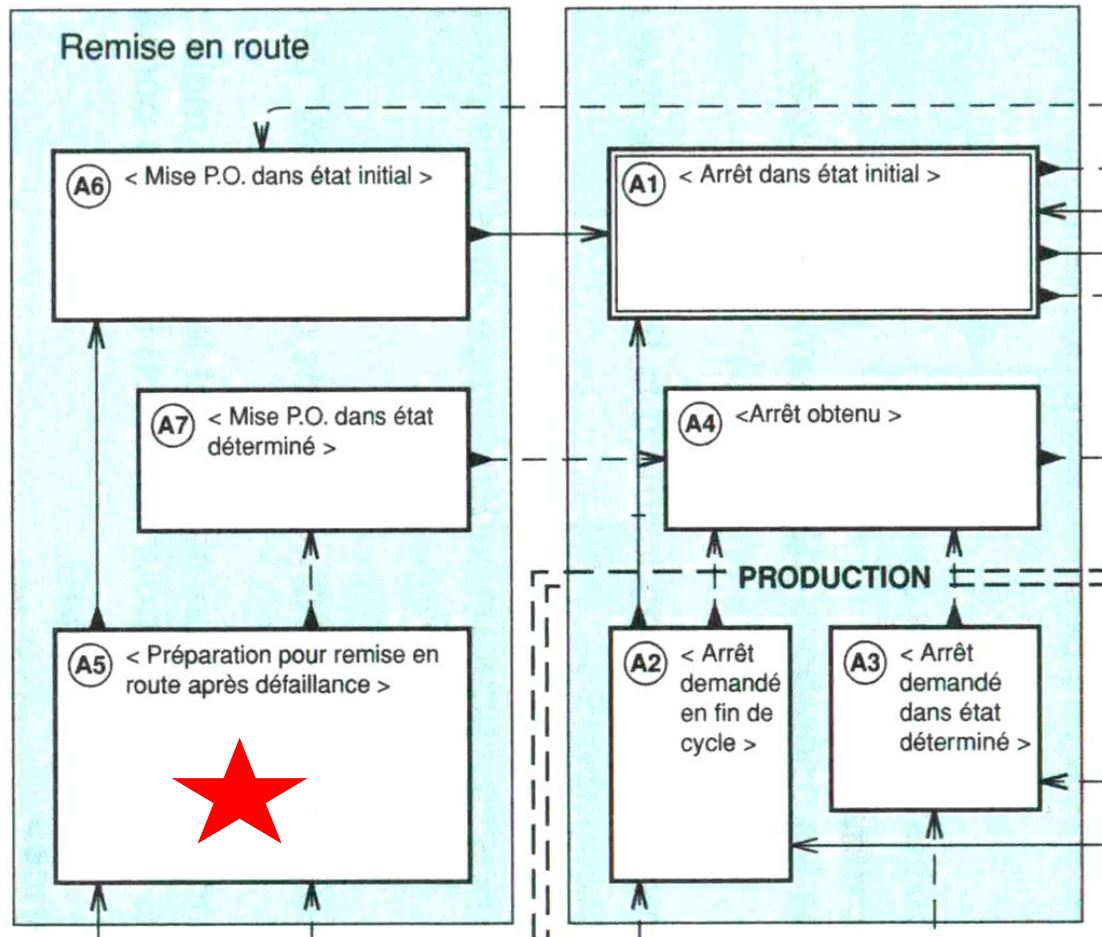 Remise en route
A6 < Mise P.O. dans état initial >
A1 < Arrêt dans état initial >
A7 < Mise P.O. dans état
déterminé >
A4 <Arrêt obtenu >
PRODUCTION
A5 < Préparation pour remise en
route après défaillance >
A2 < Arrêt
demandé
en fin de
cycle >
A3 < Arrêt
demandé
dans état
déterminé >